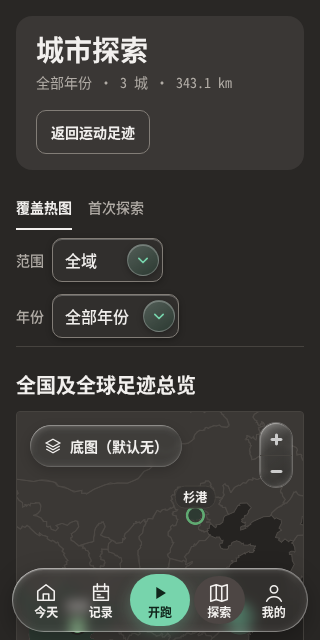 城市探索
全部年份 • 3 城 • 343.1 km
返回运动足迹
覆盖热图 首次探索
范围 全域
年份 全部年份
全国及全球足迹总览
底图（默认无）
+
−
杉港
今天 记录 开跑 探索 我的